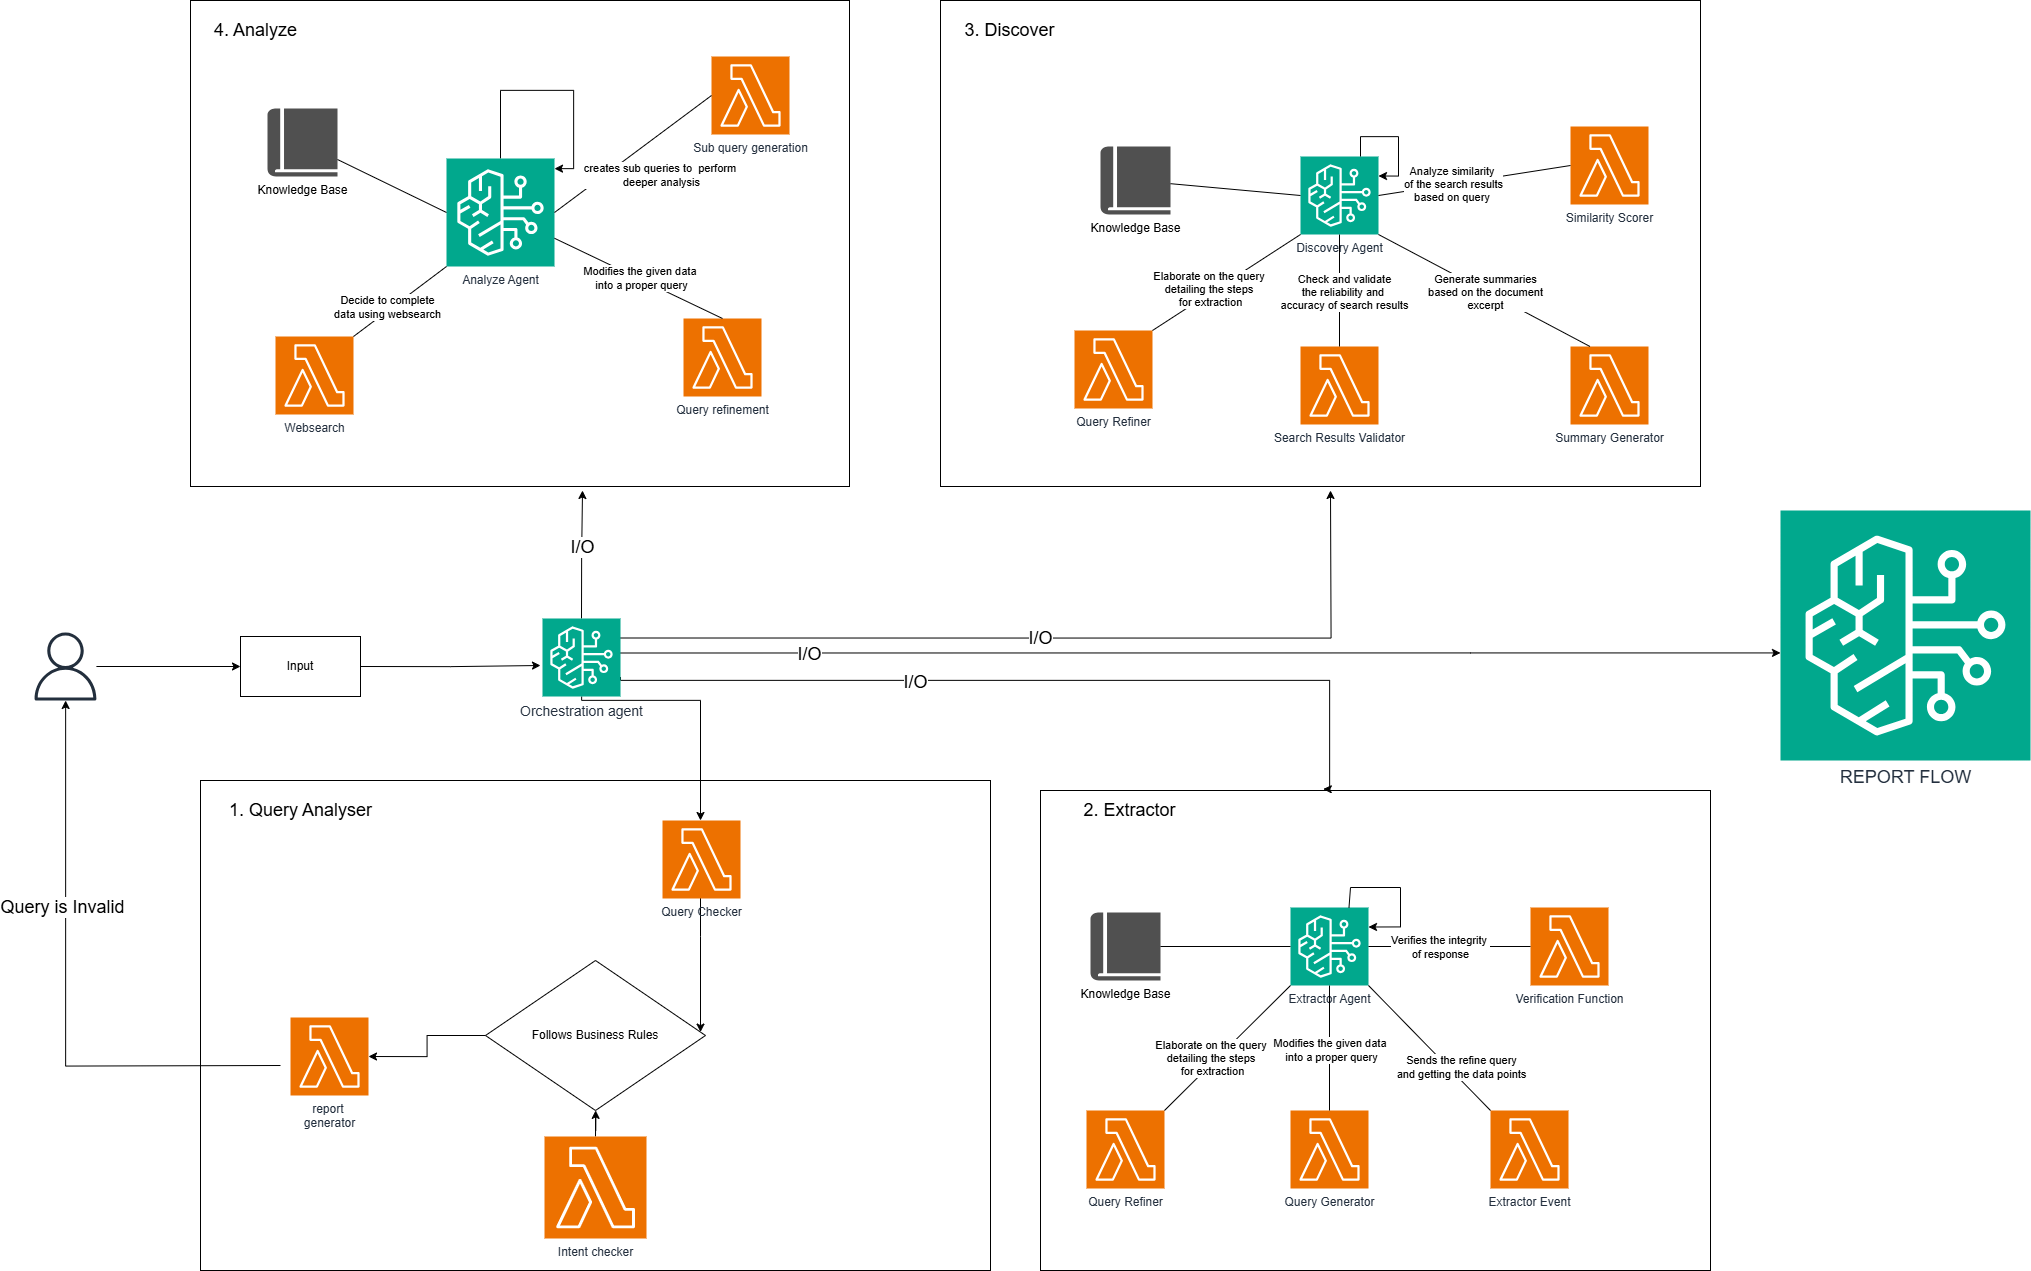 4. Analyze
Knowledge Base
Sub query generation
creates sub queries to perform
deeper analysis
Analyze Agent
Modifies the given data
into a proper query
Decide to complete
data using websearch
Websearch
Query refinement
3. Discover
Knowledge Base
Analyze similarity
of the search results
based on query
Similarity Scorer
Discovery Agent
Elaborate on the query
detailing the steps
for extraction
Check and validate
the reliability and
accuracy of search results
Generate summaries
based on the document
excerpt
Query Refiner
Search Results Validator
Summary Generator
I/O
Input
I/O
I/O
I/O
Orchestration agent
REPORT FLOW
1. Query Analyser
Query Checker
Query is Invalid
Follows Business Rules
report
generator
Intent checker
2. Extractor
Knowledge Base
Verifies the integrity
of response
Extractor Agent
Verification Function
Elaborate on the query
detailing the steps
for extraction
Modifies the given data
into a proper query
Sends the refine query
and getting the data points
Query Refiner
Query Generator
Extractor Event